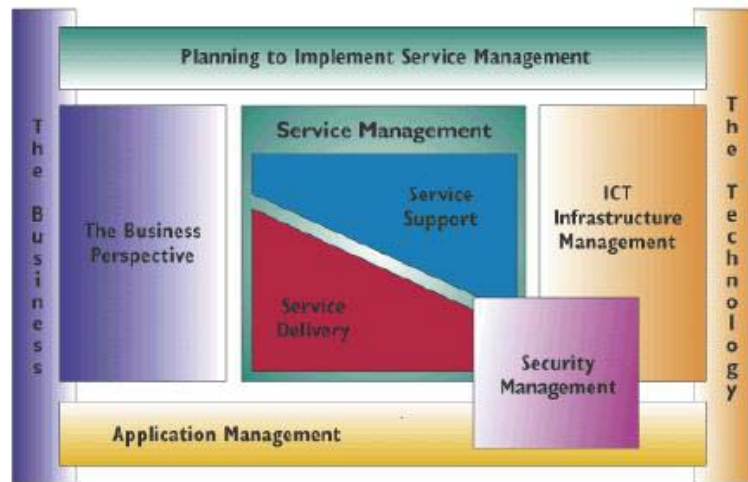 Planning to Implement Service Management
The Business
The Business
Perspective
Service Management
Service
Support
Service
Delivery
ICT
Infrastructure
Management
Security
Management
The Technology
Application Management